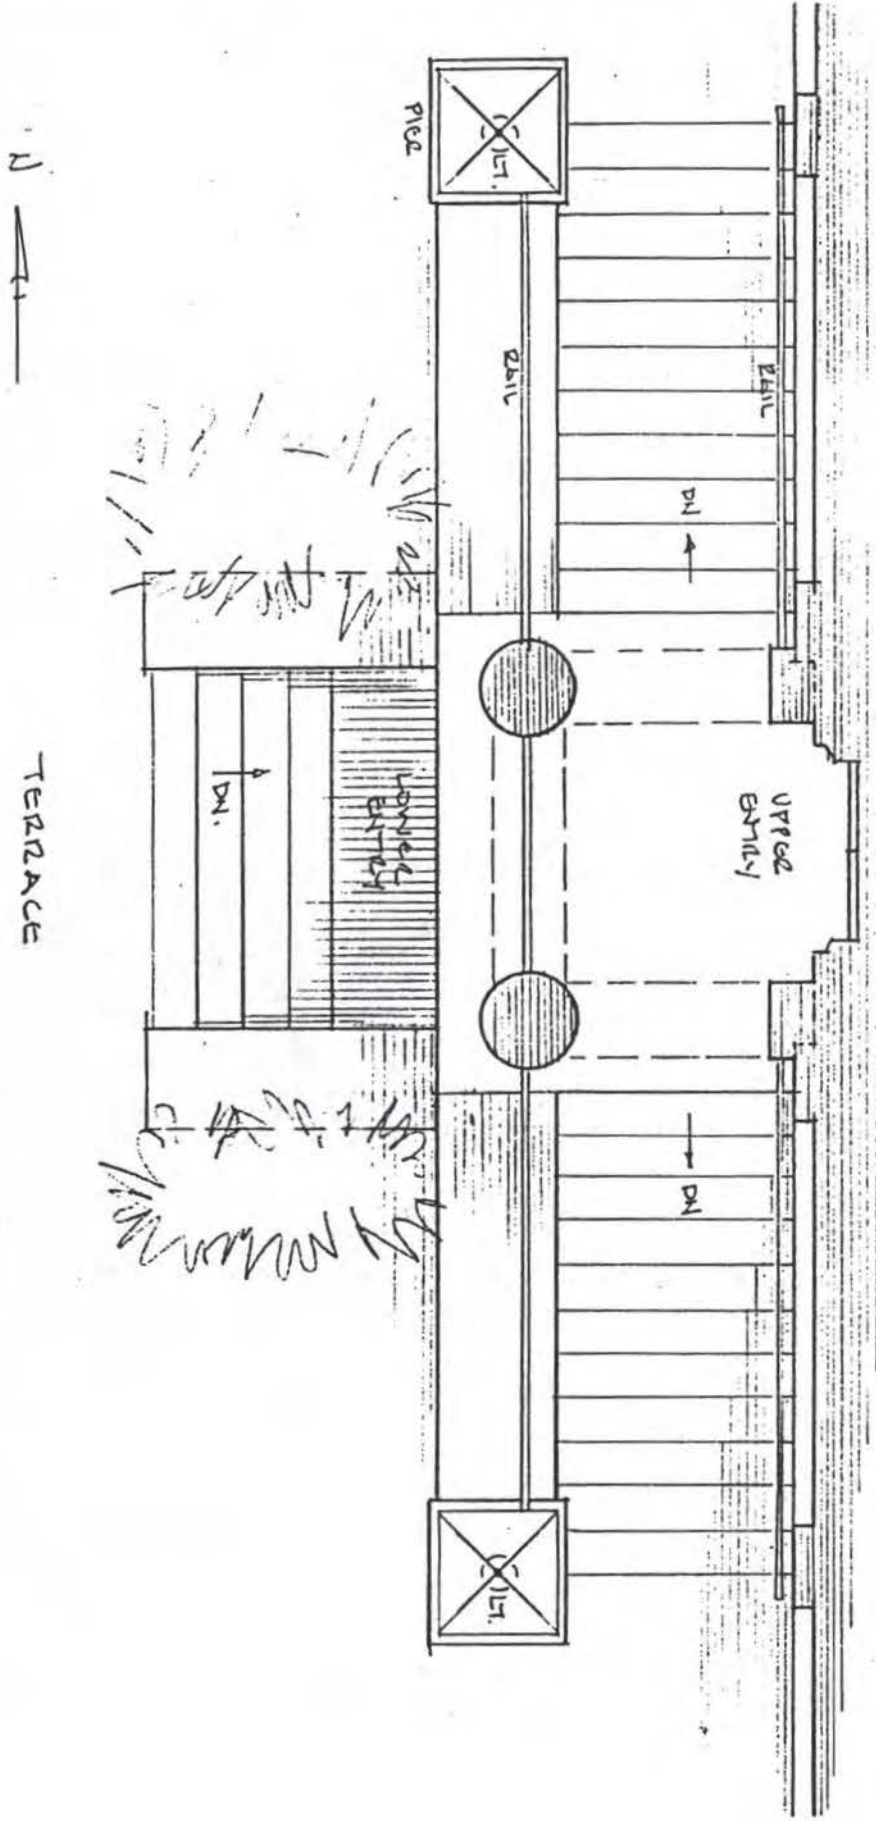 UPPER
ENTRY
RAIL
DN
DN
RAIL
PIER
LT.
LT.
LOWER
ENTRY
DN.
TERRACE
N